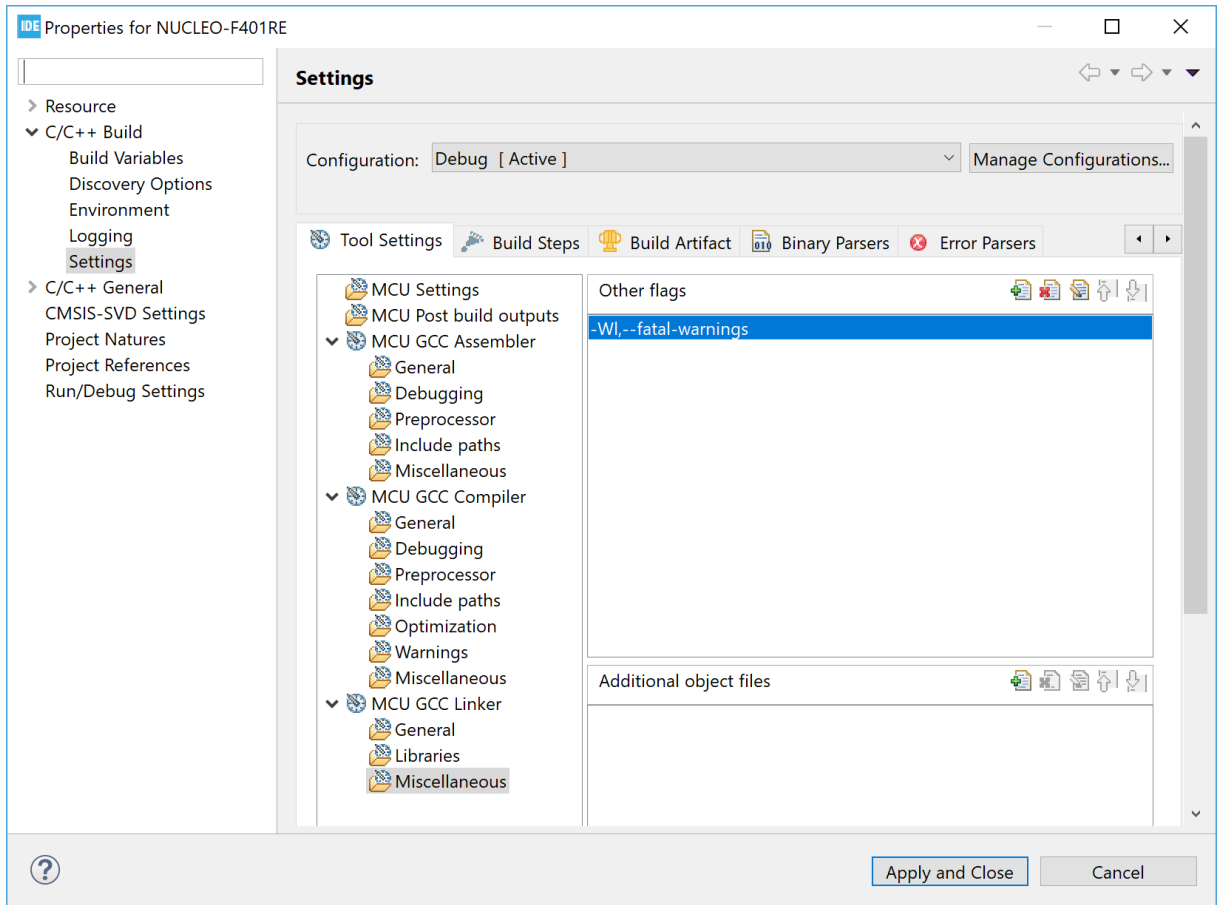 IDE Properties for NUCLEO-F401RE
Settings
Resource
C/C++ Build
Build Variables
Discovery Options
Environment
Logging
Settings
C/C++ General
CMSIS-SVD Settings
Project Natures
Project References
Run/Debug Settings
Configuration: Debug [ Active ] Manage Configurations...
Tool Settings Build Steps Build Artifact 010 Binary Parsers Error Parsers
MCU Settings
MCU Post build outputs
MCU GCC Assembler
General
Debugging
Preprocessor
Include paths
Miscellaneous
MCU GCC Compiler
General
Debugging
Preprocessor
Include paths
Optimization
Warnings
Miscellaneous
MCU GCC Linker
General
Libraries
Miscellaneous
Other flags
-Wl,--fatal-warnings
Additional object files
? Apply and Close Cancel